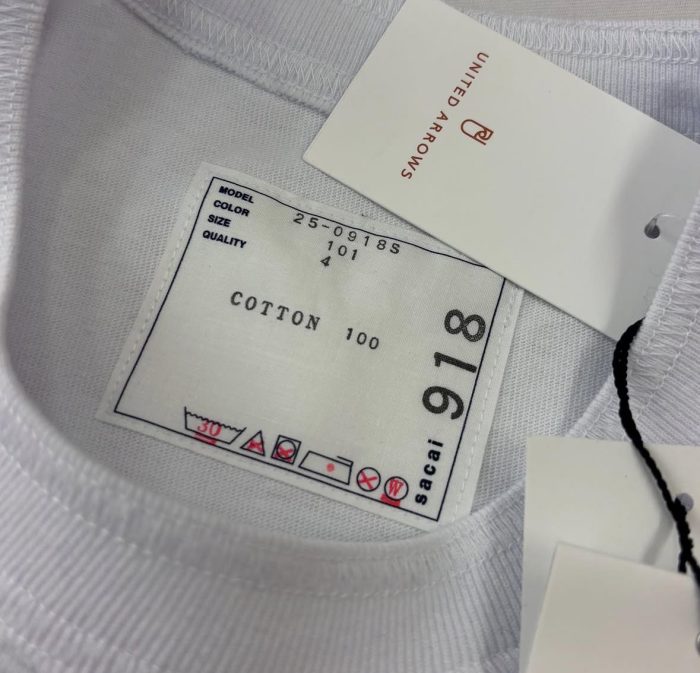 UNITED ARROWS
MODEL 25-0918S
COLOR 101
SIZE 4
QUALITY
COTTON 100
30
W
sacai 918